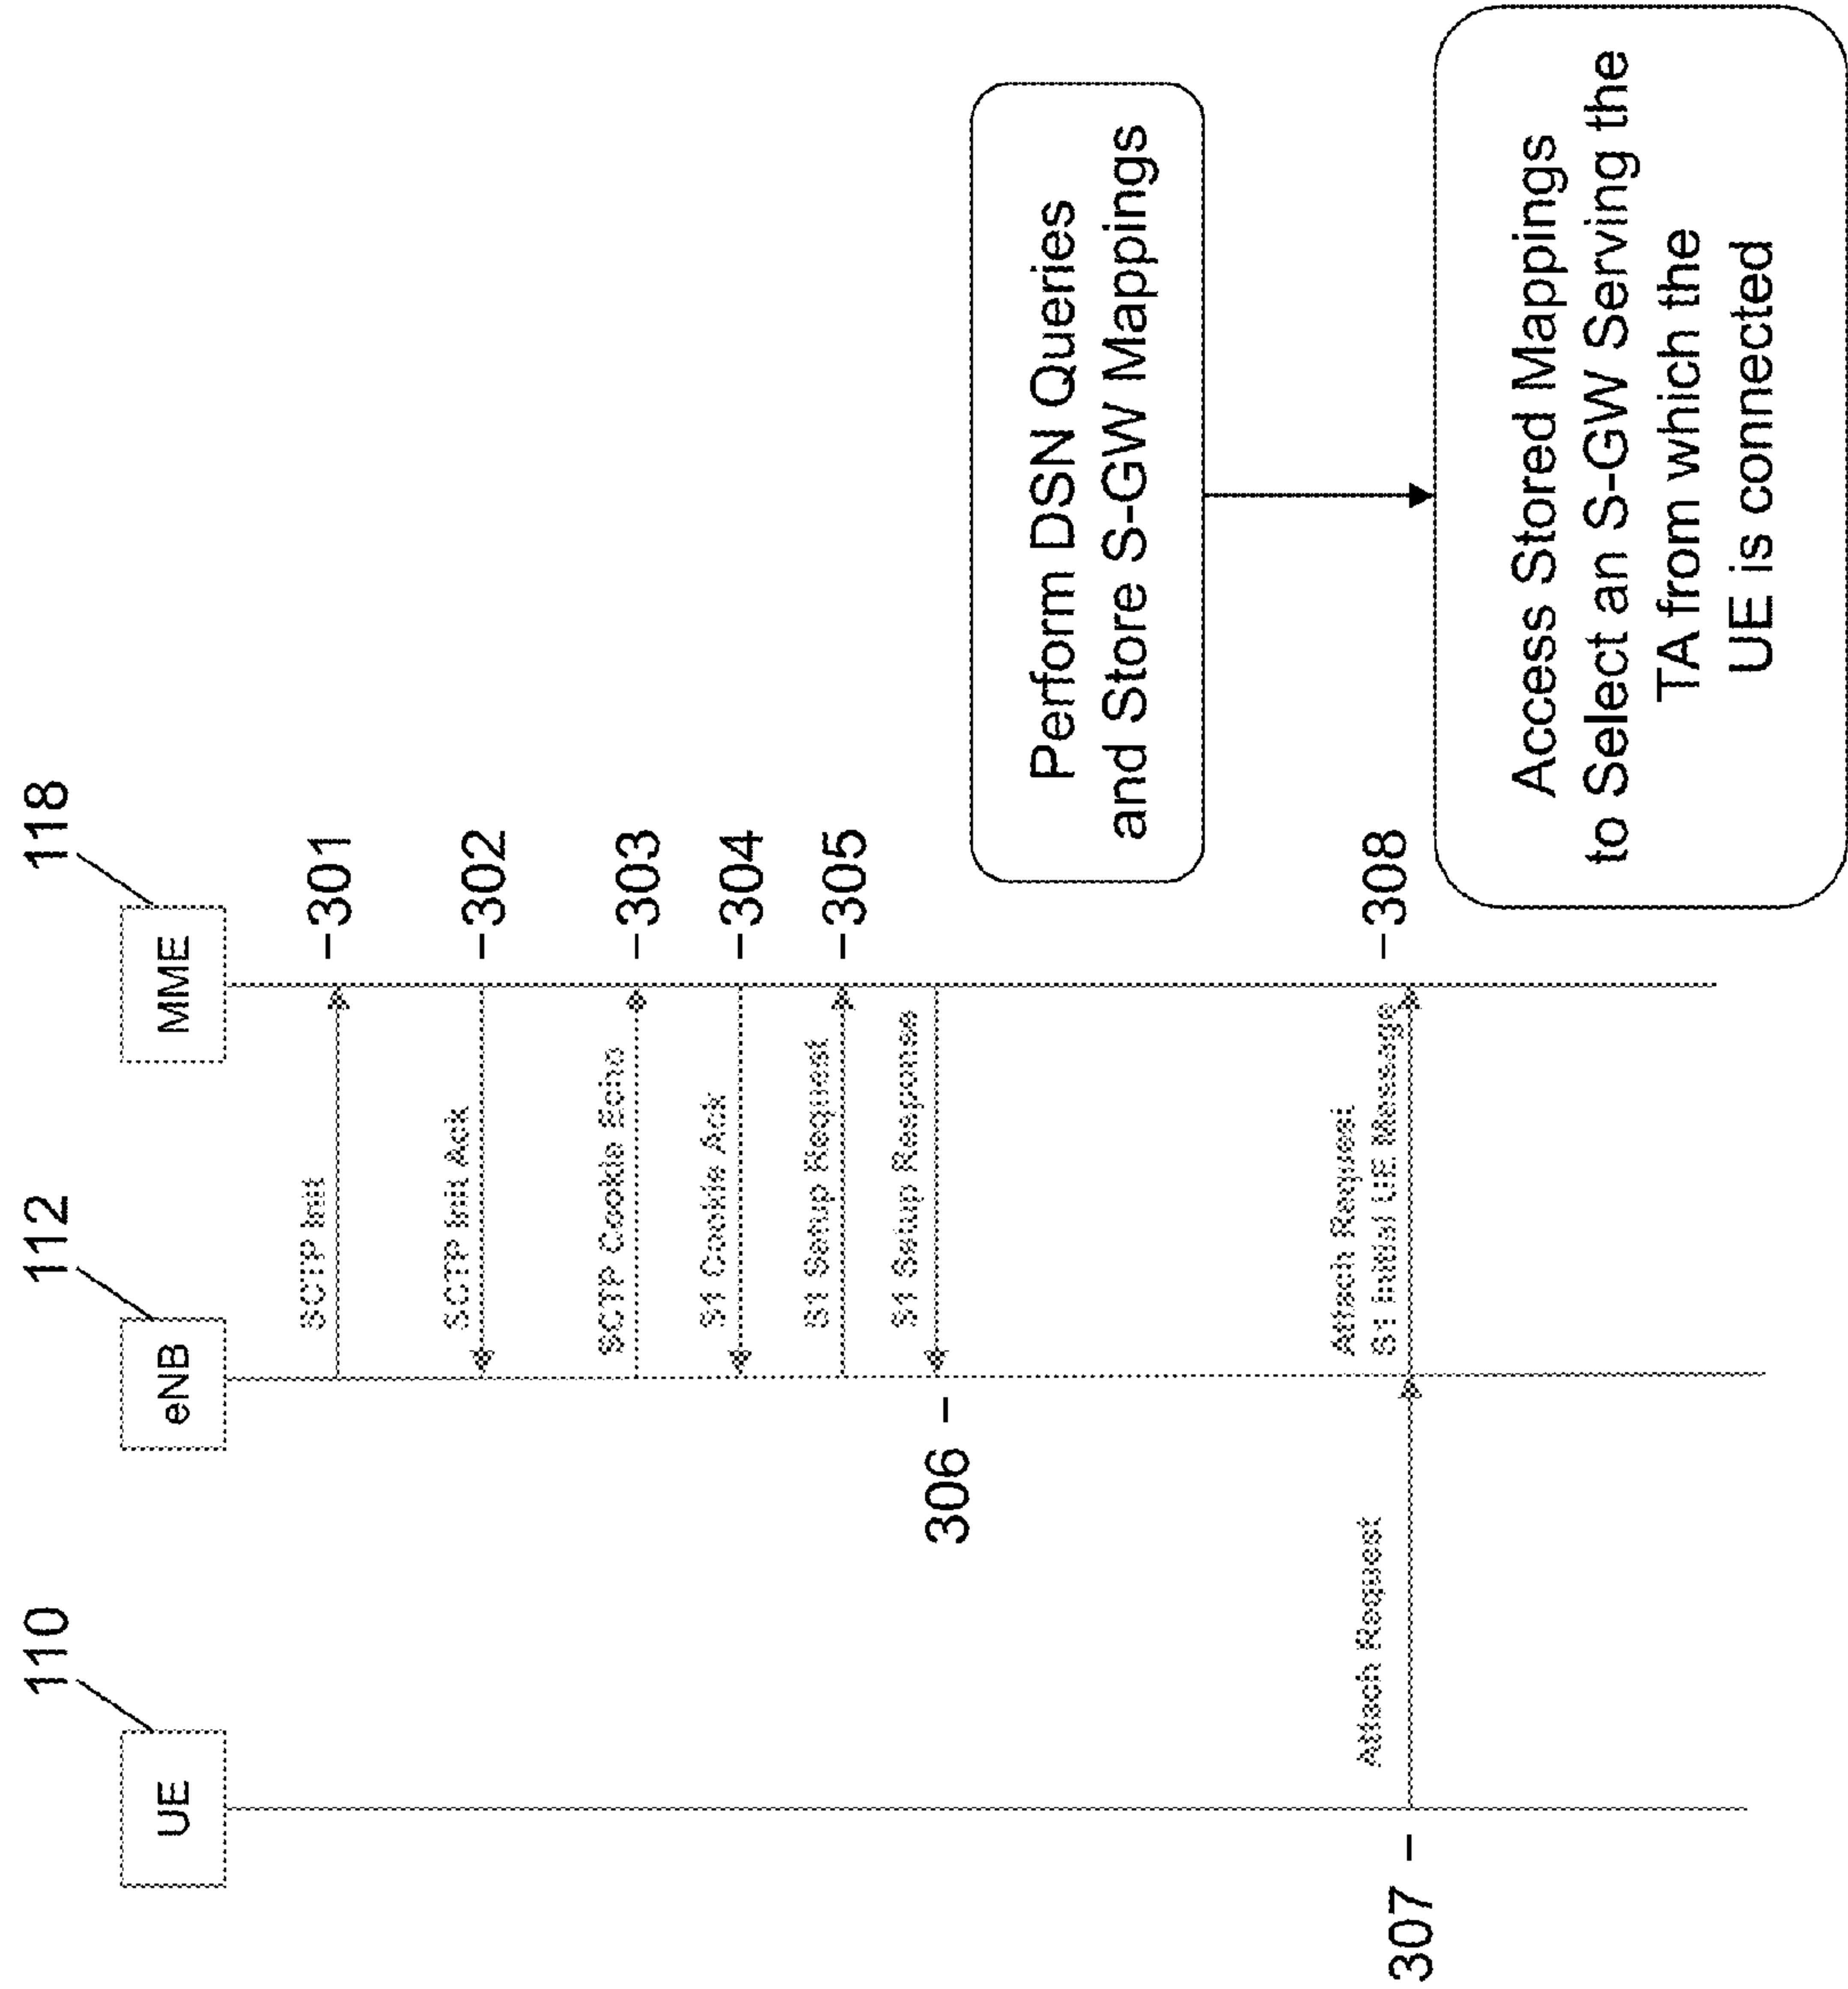 110
112
118
UE
eNB
MME
SCTP Init
301
SCTP Init Ack
302
SCTP Cookie Echo
303
S1 Cookie Ack
304
S1 Setup Request
305
S1 Setup Response
306
Perform DSN Queries
and Store S-GW Mappings
307
Attach Request
Attach Request
S1 Initial UE Message
308
Access Stored Mappings
to Select an S-GW Serving the
TA from which the
UE is connected